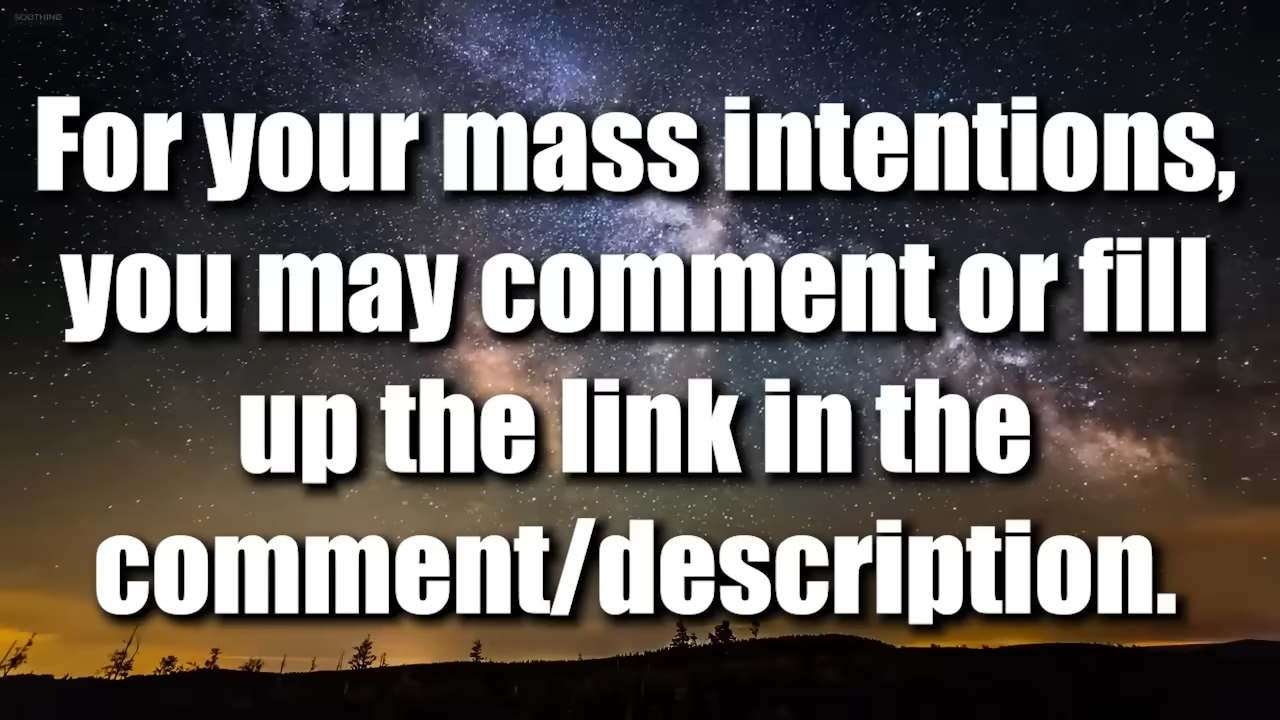 SOOTHING
For your mass intentions,
you may comment or fill
up the link in the
comment/description.